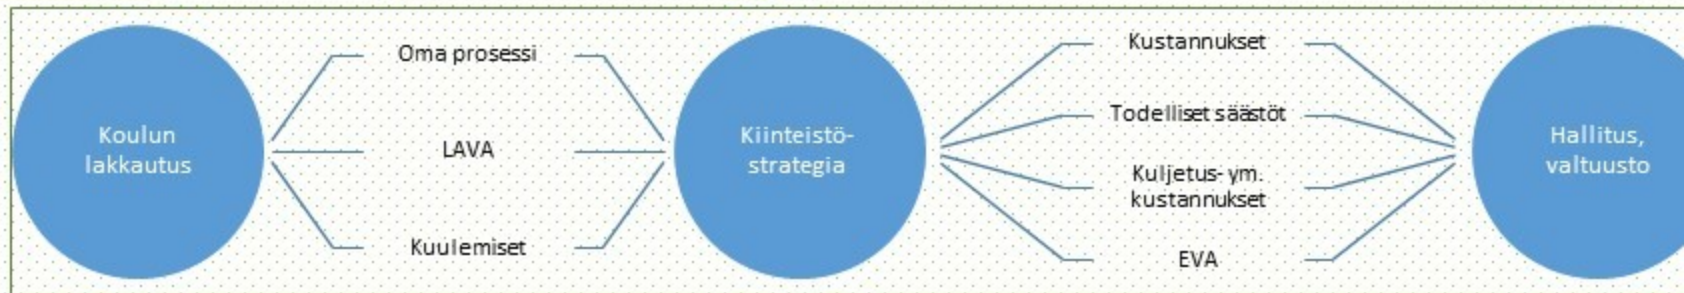 Koulun
lakkautus
Oma prosessi
LAVA
Kuulemiset
Kiinteistö-
strategia
Kustannukset
Todelliset säästöt
Kuljetus- ym.
kustannukset
EVA
Hallitus,
valtuusto